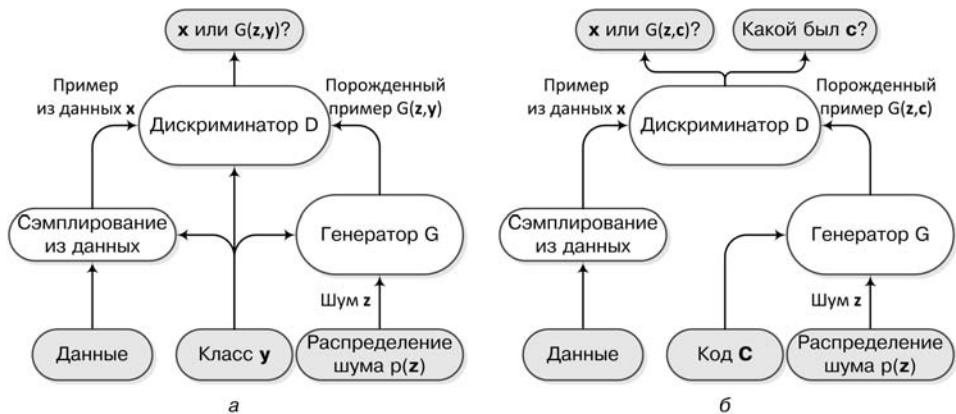 x или G(z,y)?
Пример
из данных x
Порожденный
пример G(z,y)
Дискриминатор D
Сэмплирование
из данных
Генератор G
Шум z
Данные
Класс y
Распределение
шума p(z)
а
x или G(z,c)?
Какой был c?
Пример
из данных x
Порожденный
пример G(z,c)
Дискриминатор D
Сэмплирование
из данных
Генератор G
Шум z
Данные
Код C
Распределение
шума p(z)
б